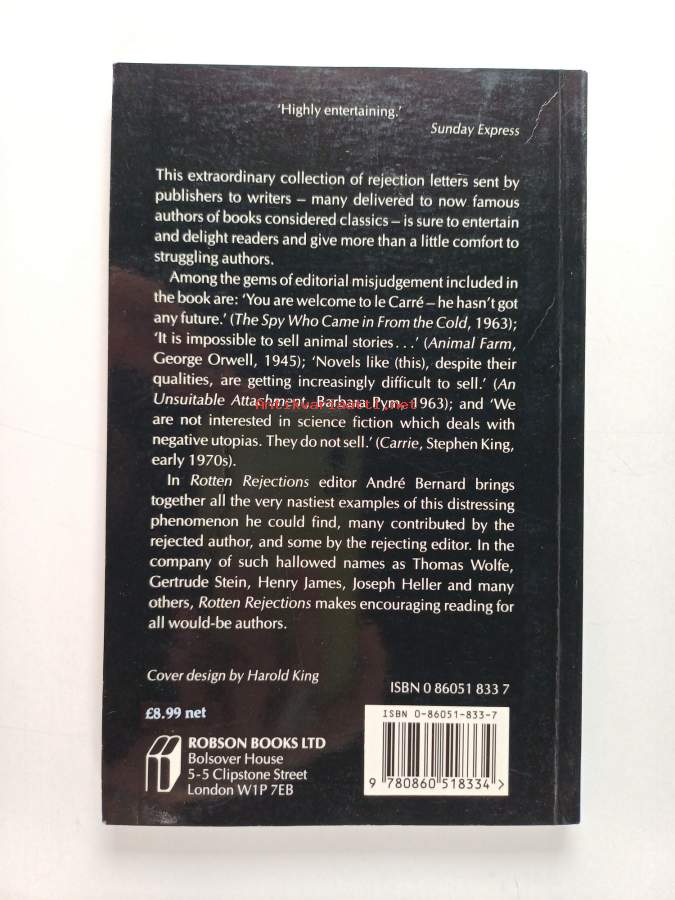 'Highly entertaining.'
Sunday Express
This extraordinary collection of rejection letters sent by
publishers to writers – many delivered to now famous
authors of books considered classics – is sure to entertain
and delight readers and give more than a little comfort to
struggling authors.
Among the gems of editorial misjudgement included in
the book are: 'You are welcome to le Carré – he hasn't got
any future.' (The Spy Who Came in From the Cold, 1963);
'It is impossible to sell animal stories . . .' (Animal Farm,
George Orwell, 1945); 'Novels like (this), despite their
qualities, are getting increasingly difficult to sell.' (An
Unsuitable Attachment, Barbara Pym, 1963); and 'We
antikvariaatti.net
are not interested in science fiction which deals with
negative utopias. They do not sell.' (Carrie, Stephen King,
early 1970s).
In Rotten Rejections editor André Bernard brings
together all the very nastiest examples of this distressing
phenomenon he could find, many contributed by the
rejected author, and some by the rejecting editor. In the
company of such hallowed names as Thomas Wolfe,
Gertrude Stein, Henry James, Joseph Heller and many
others, Rotten Rejections makes encouraging reading for
all would-be authors.
Cover design by Harold King
ISBN 0 86051 833 7
£8.99 net
ISBN 0-86051-833-7
ROBSON BOOKS LTD
Bolsover House
5-5 Clipstone Street
London W1P 7EB
9 780860 518334 >